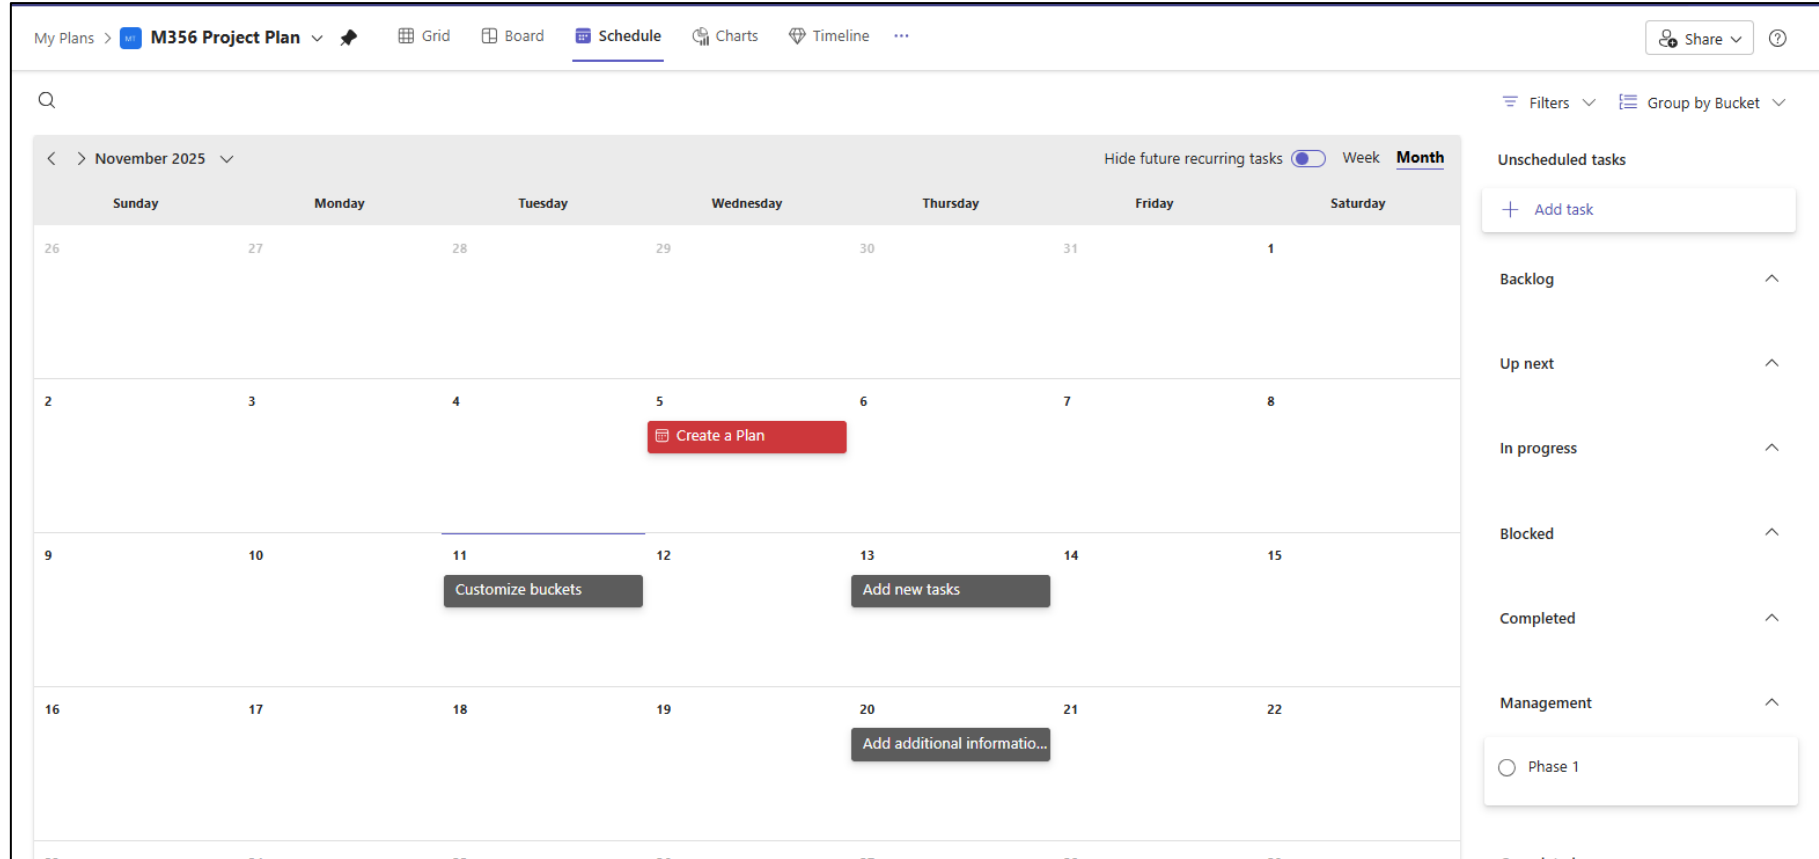 My Plans > MT M356 Project Plan Grid Board Schedule Charts Timeline ... Share
Filters Group by Bucket
November 2025 Hide future recurring tasks Week Month
Sunday Monday Tuesday Wednesday Thursday Friday Saturday
26 27 28 29 30 31 1
2 3 4 5 6 7 8
Create a Plan
9 10 11 12 13 14 15
Customize buckets Add new tasks
16 17 18 19 20 21 22
Add additional informatio...
Unscheduled tasks
+ Add task
Backlog
Up next
In progress
Blocked
Completed
Management
Phase 1